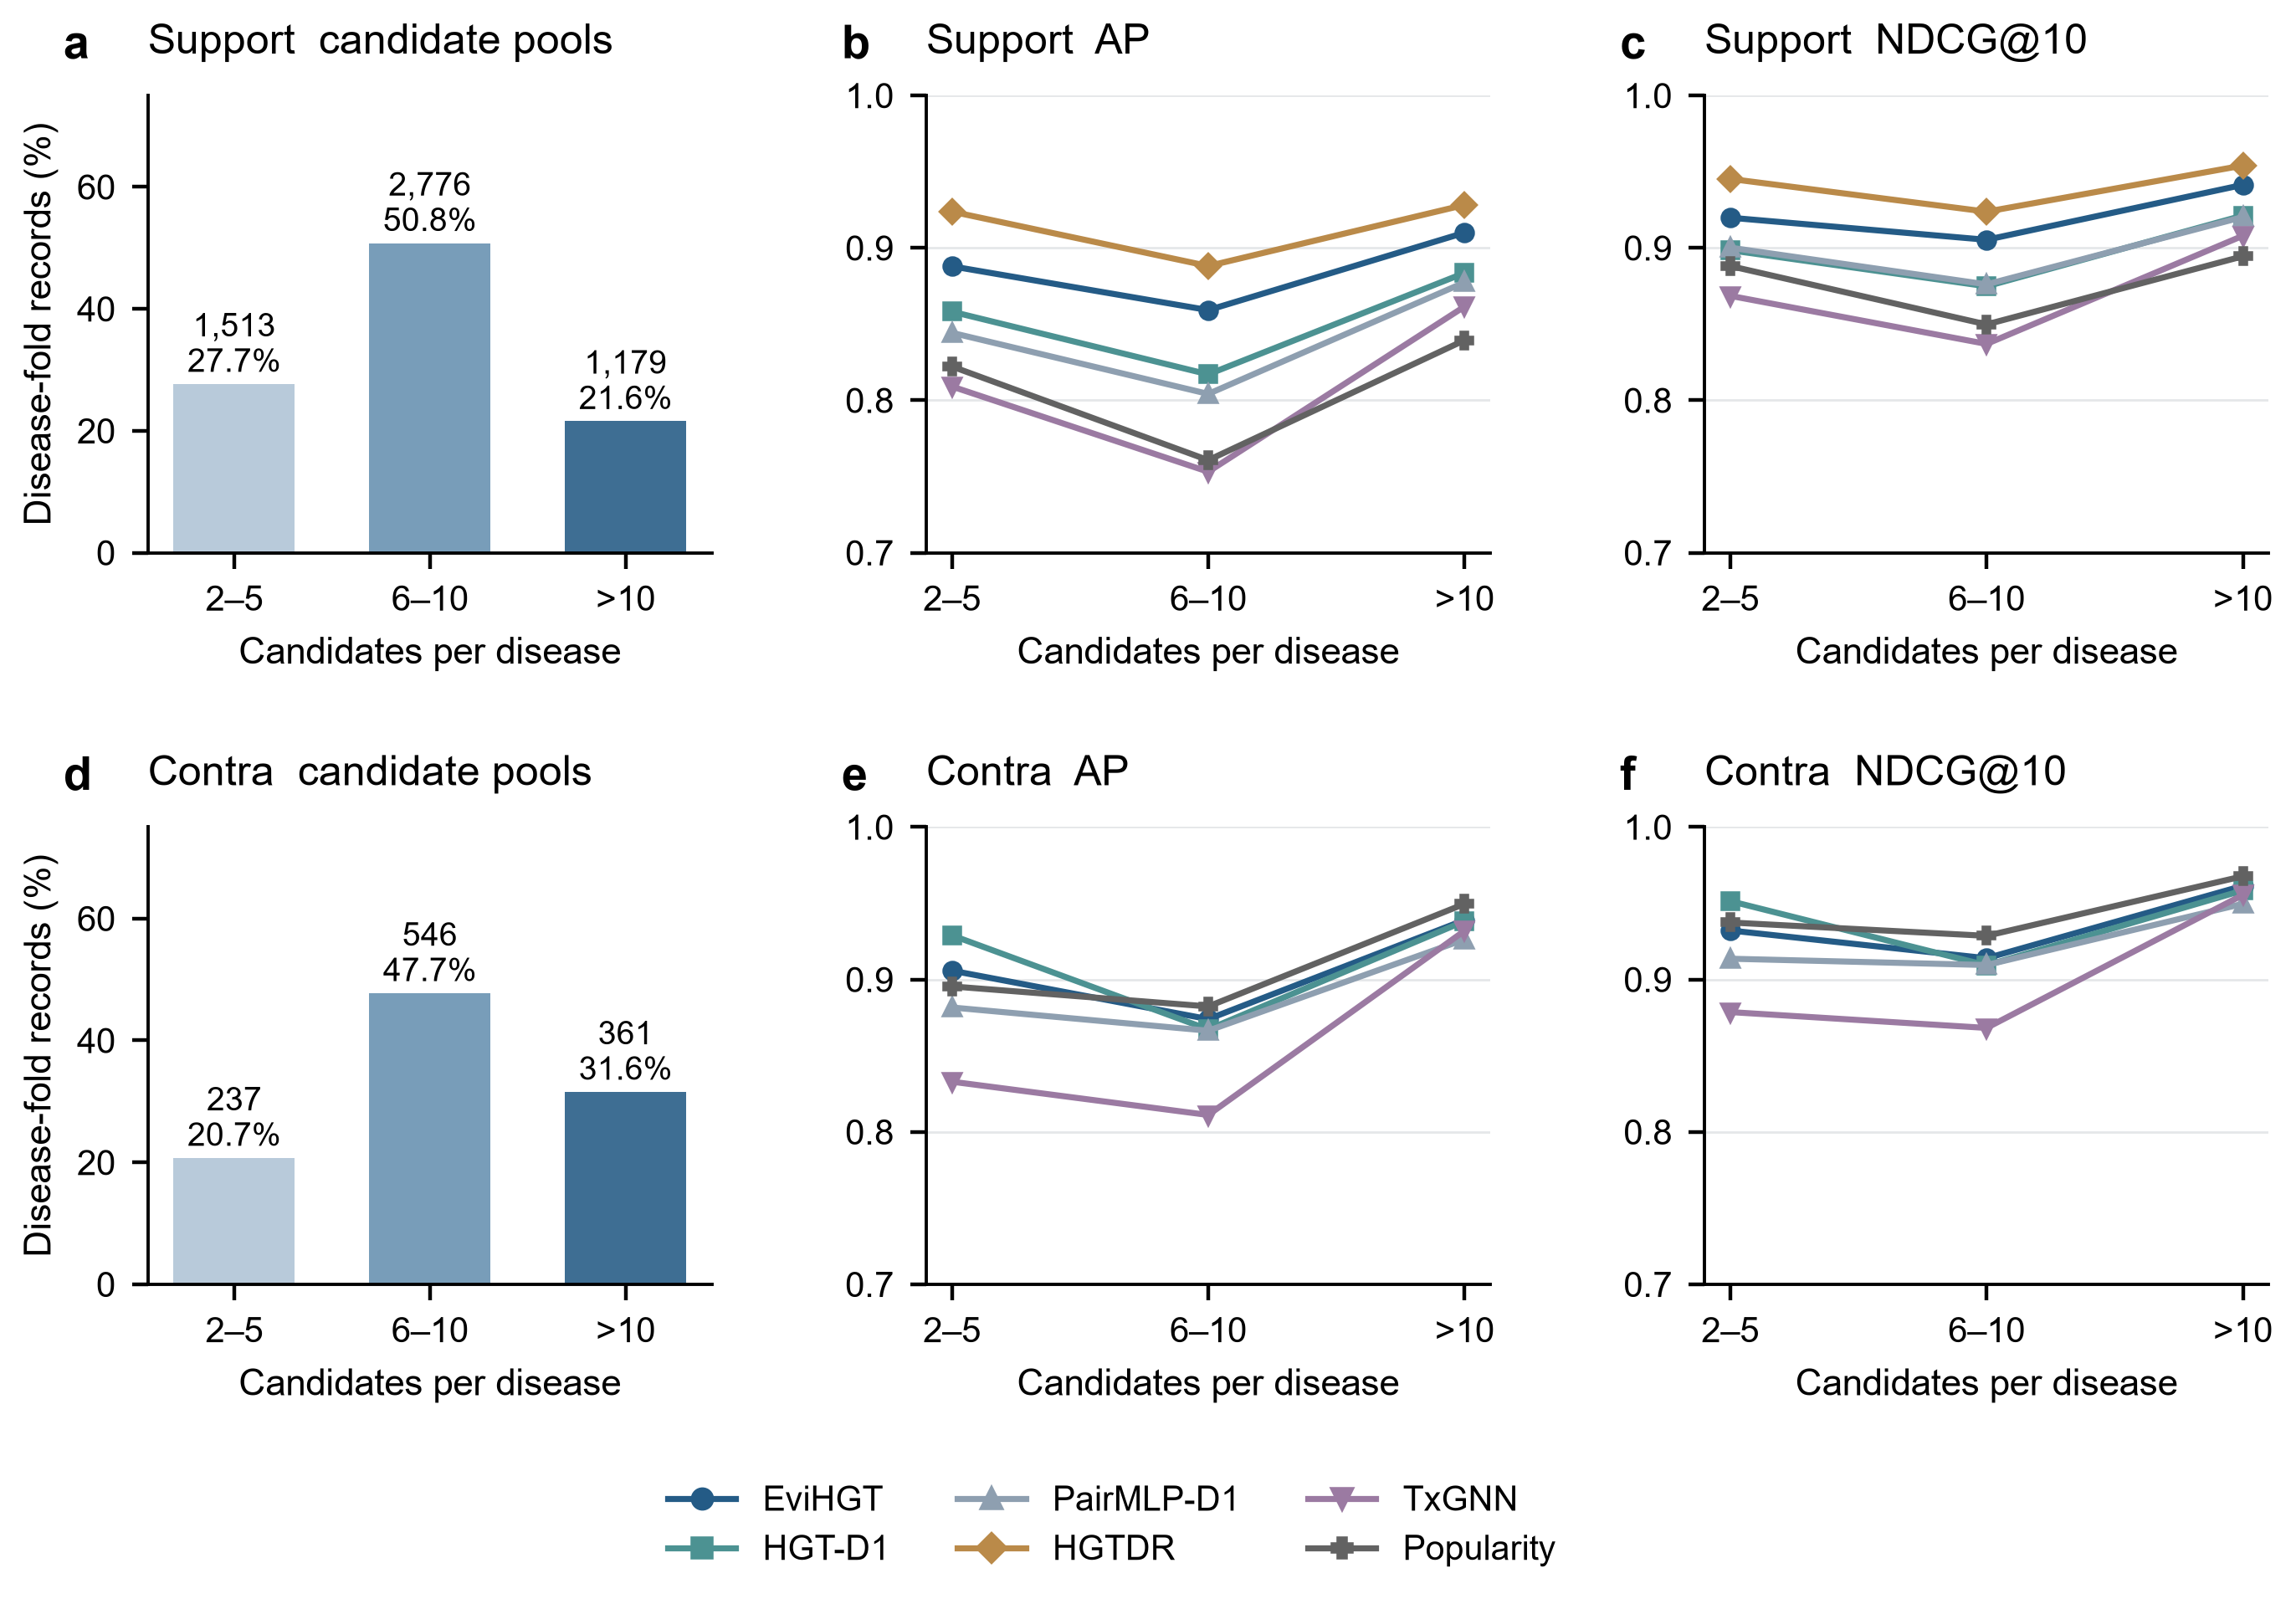 a Support candidate pools
Disease-fold records (%)
60
40
20
0
1,513
27.7%
2,776
50.8%
1,179
21.6%
2–5 6–10 >10
Candidates per disease
b Support AP
1.0
0.9
0.8
0.7
2–5 6–10 >10
Candidates per disease
c Support NDCG@10
1.0
0.9
0.8
0.7
2–5 6–10 >10
Candidates per disease
d Contra candidate pools
Disease-fold records (%)
60
40
20
0
237
20.7%
546
47.7%
361
31.6%
2–5 6–10 >10
Candidates per disease
e Contra AP
1.0
0.9
0.8
0.7
2–5 6–10 >10
Candidates per disease
f Contra NDCG@10
1.0
0.9
0.8
0.7
2–5 6–10 >10
Candidates per disease
EviHGT PairMLP-D1 TxGNN
HGT-D1 HGTDR Popularity